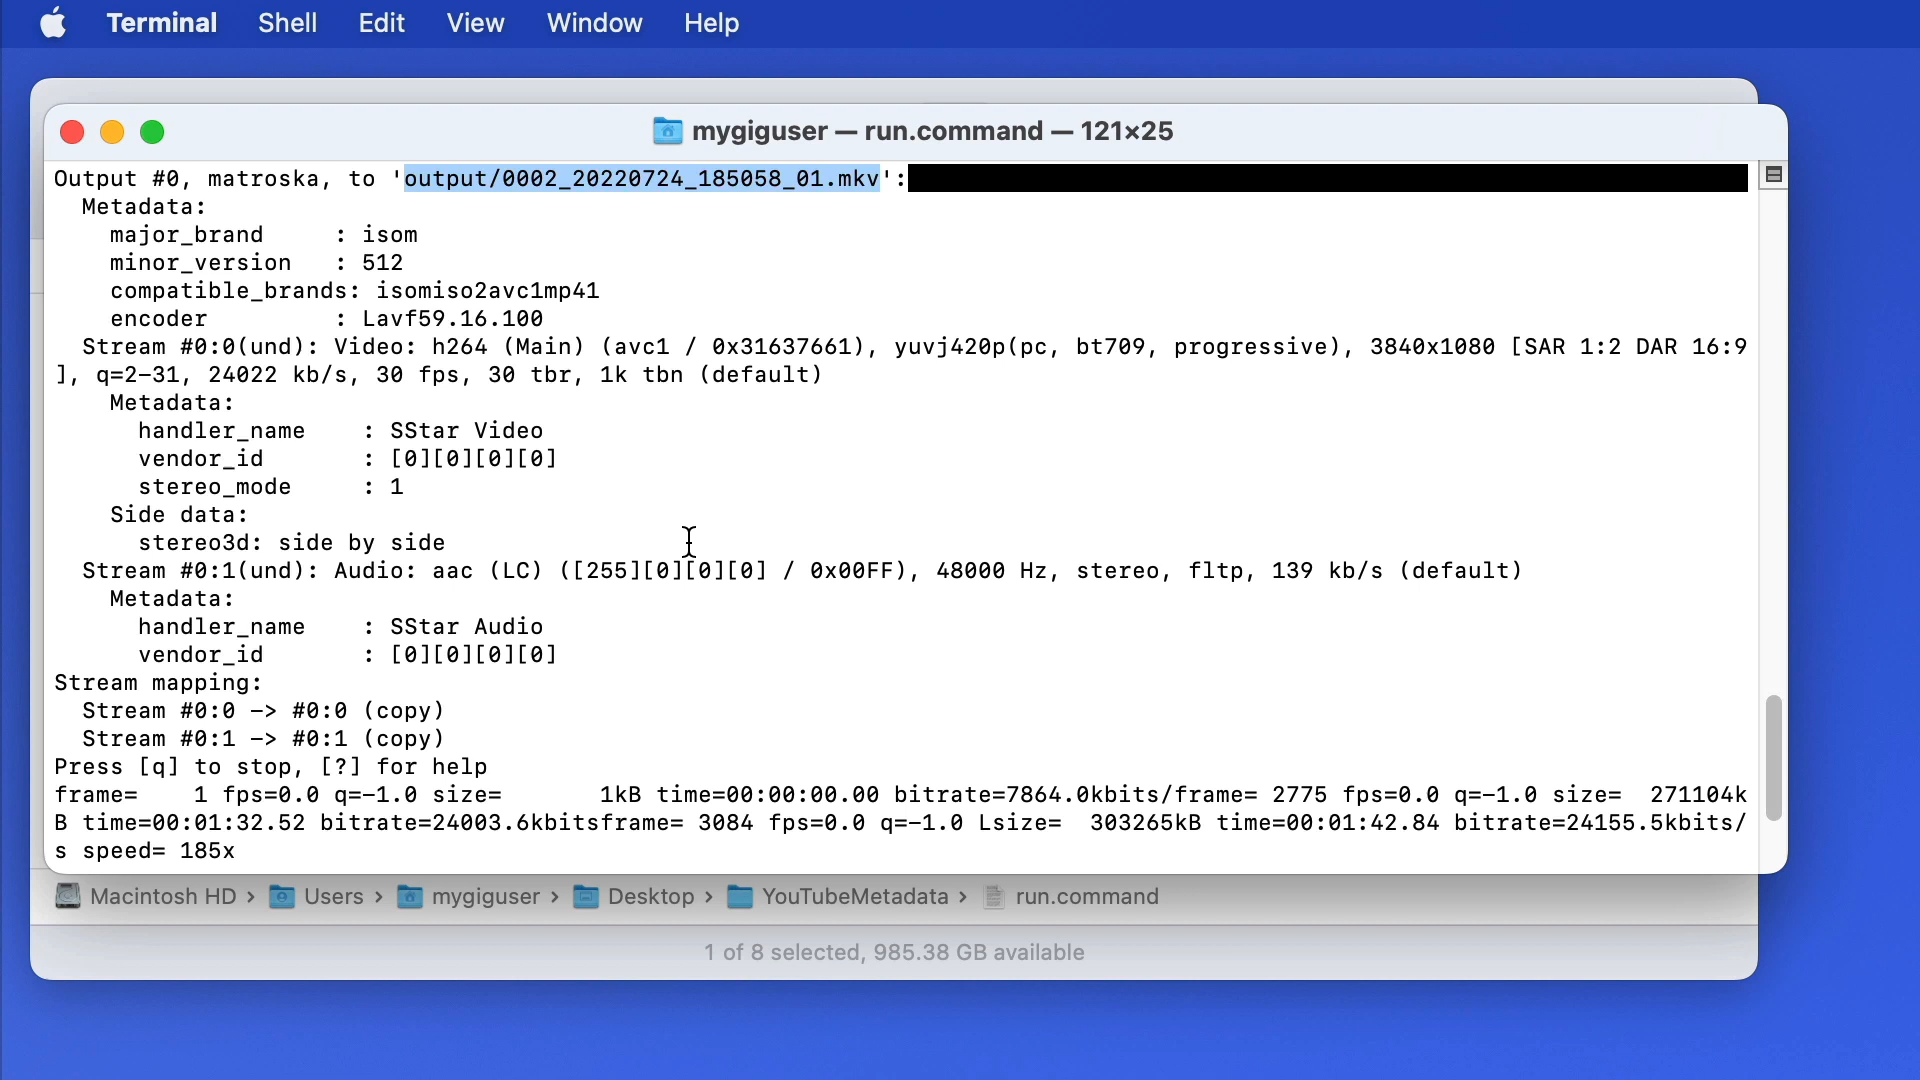 Terminal Shell Edit View Window Help
mygiguser — run.command — 121×25
Output #0, matroska, to 'output/0002_20220724_185058_01.mkv':
Metadata:
major_brand     : isom
minor_version   : 512
compatible_brands: isomiso2avc1mp41
encoder         : Lavf59.16.100
Stream #0:0(und): Video: h264 (Main) (avc1 / 0x31637661), yuvj420p(pc, bt709, progressive), 3840x1080 [SAR 1:2 DAR 16:9
], q=2-31, 24022 kb/s, 30 fps, 30 tbr, 1k tbn (default)
Metadata:
handler_name    : SStar Video
vendor_id       : [0][0][0][0]
stereo_mode     : 1
Side data:
stereo3d: side by side
Stream #0:1(und): Audio: aac (LC) ([255][0][0][0] / 0x00FF), 48000 Hz, stereo, fltp, 139 kb/s (default)
Metadata:
handler_name    : SStar Audio
vendor_id       : [0][0][0][0]
Stream mapping:
Stream #0:0 -> #0:0 (copy)
Stream #0:1 -> #0:1 (copy)
Press [q] to stop, [?] for help
frame=    1 fps=0.0 q=-1.0 size=       1kB time=00:00:00.00 bitrate=7864.0kbits/frame= 2775 fps=0.0 q=-1.0 size=  271104k
B time=00:01:32.52 bitrate=24003.6kbitsframe= 3084 fps=0.0 q=-1.0 Lsize=  303265kB time=00:01:42.84 bitrate=24155.5kbits/
s speed= 185x
Macintosh HD › Users › mygiguser › Desktop › YouTubeMetadata › run.command
1 of 8 selected, 985.38 GB available